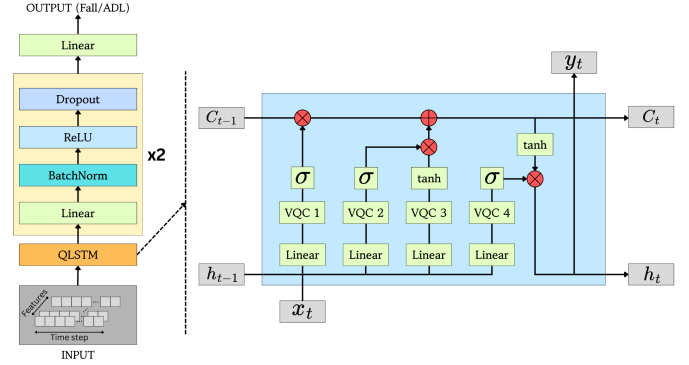 OUTPUT (Fall/ADL)
Linear
Dropout
ReLU
BatchNorm
Linear
x2
QLSTM
Features
Time step
INPUT
y_t
C_{t-1}
C_t
tanh
σ
σ
tanh
σ
VQC 1
VQC 2
VQC 3
VQC 4
Linear
Linear
Linear
Linear
h_{t-1}
h_t
x_t